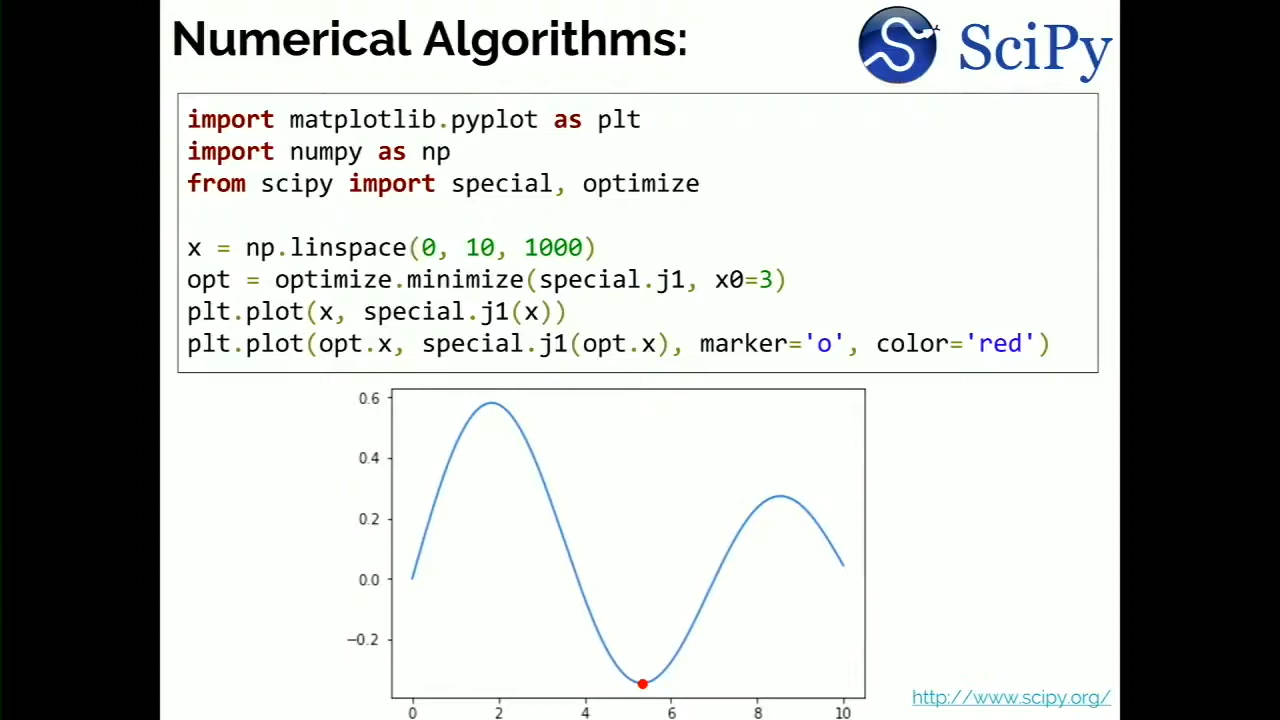 Numerical Algorithms:
SciPy
import matplotlib.pyplot as plt
import numpy as np
from scipy import special, optimize
x = np.linspace(0, 10, 1000)
opt = optimize.minimize(special.j1, x0=3)
plt.plot(x, special.j1(x))
plt.plot(opt.x, special.j1(opt.x), marker='o', color='red')
0.6
0.4
0.2
0.0
−0.2
0 2 4 6 8 10
http://www.scipy.org/